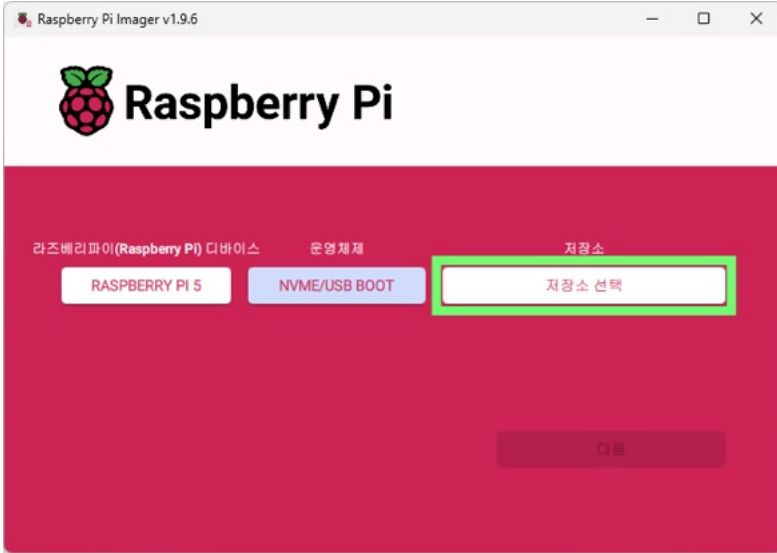 Raspberry Pi Imager v1.9.6
Raspberry Pi
라즈베리파이(Raspberry Pi) 디바이스 운영체제 저장소
RASPBERRY PI 5 NVME/USB BOOT 저장소 선택
다음